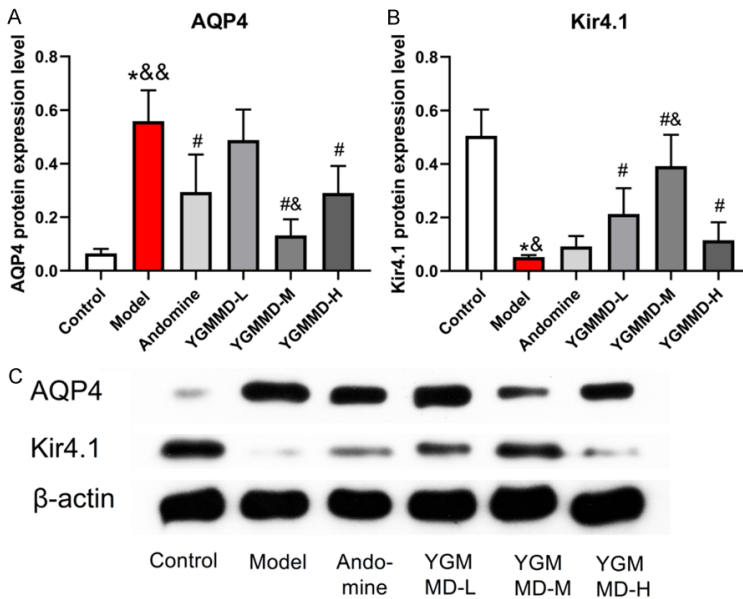 A
AQP4
AQP4 protein expression level
0.8
0.6
0.4
0.2
0.0
*&&
#
#&
#
Control
Model
Andomine
YGMMD-L
YGMMD-M
YGMMD-H
B
Kir4.1
Kir4.1 protein expression level
0.8
0.6
0.4
0.2
0.0
*&
#
#&
#
Control
Model
Andomine
YGMMD-L
YGMMD-M
YGMMD-H
C
AQP4
Kir4.1
β-actin
Control
Model
Ando-
mine
YGM
MD-L
YGM
MD-M
YGM
MD-H